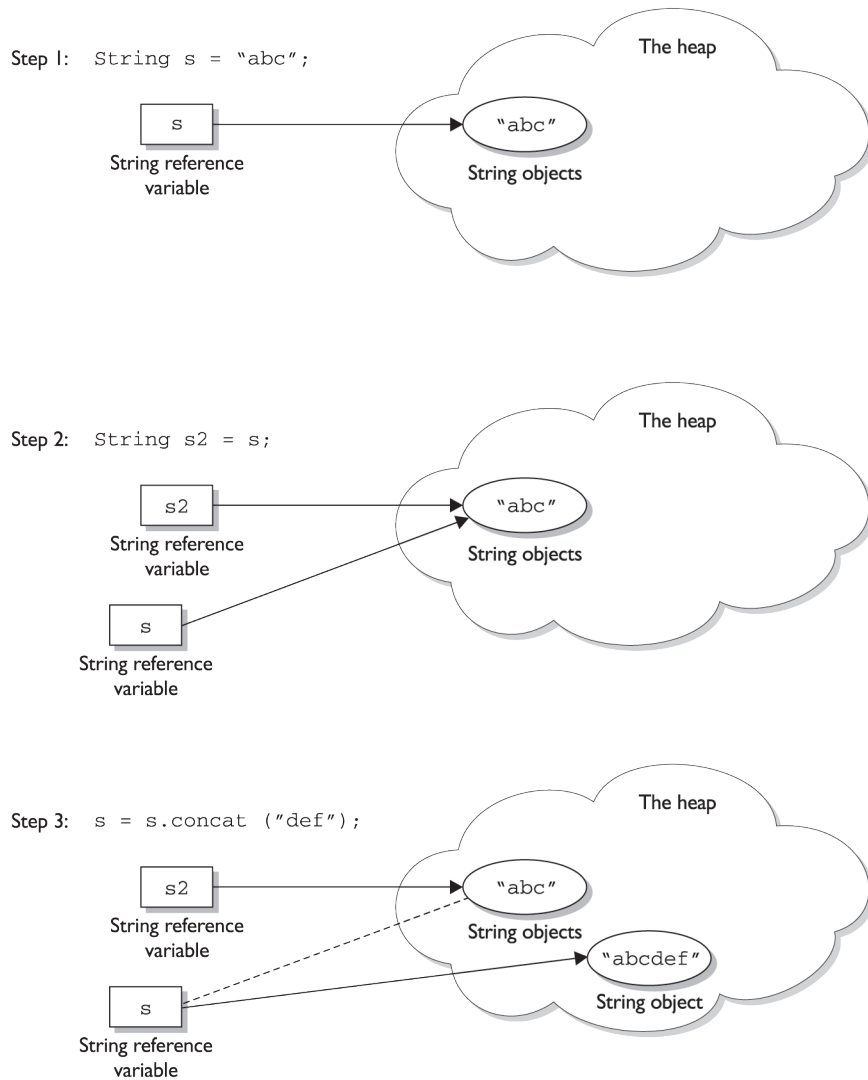 The heap
Step 1: String s = “abc”;
s
“abc”
String reference
variable
String objects
The heap
Step 2: String s2 = s;
s2
“abc”
String reference
variable
String objects
s
String reference
variable
The heap
Step 3: s = s.concat (“def”);
s2
“abc”
String reference
variable
String objects
“abcdef”
s
String object
String reference
variable